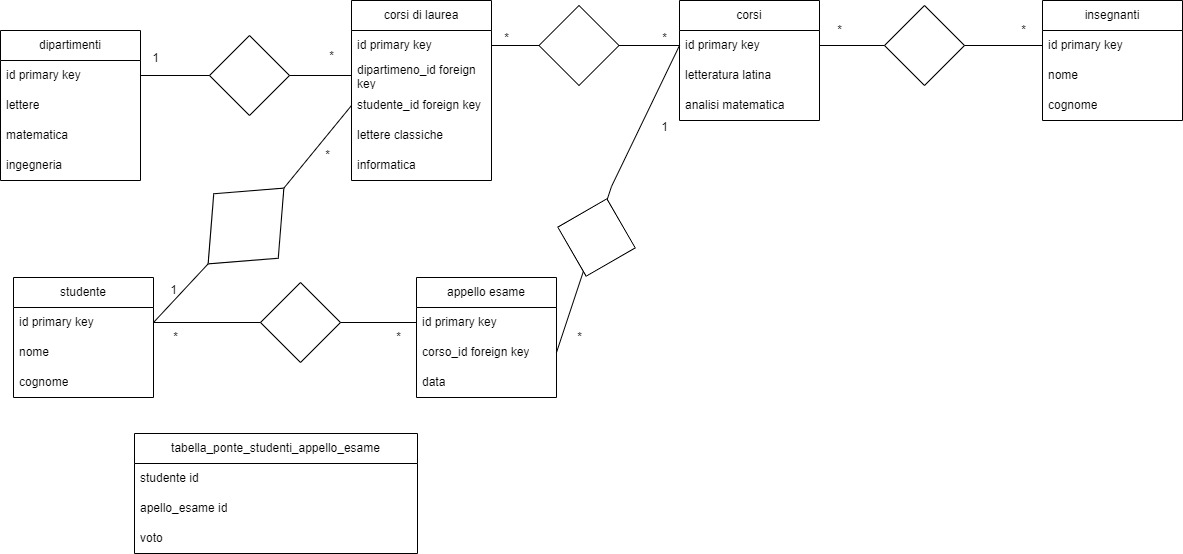 dipartimenti
id primary key
lettere
matematica
ingegneria
1
*
corsi di laurea
id primary key
dipartimeno_id foreign
key
studente_id foreign key
lettere classiche
informatica
*
*
corsi
id primary key
letteratura latina
analisi matematica
*
*
insegnanti
id primary key
nome
cognome
*
1
1
studente
id primary key
nome
cognome
*
*
appello esame
id primary key
corso_id foreign key
data
*
tabella_ponte_studenti_appello_esame
studente id
apello_esame id
voto